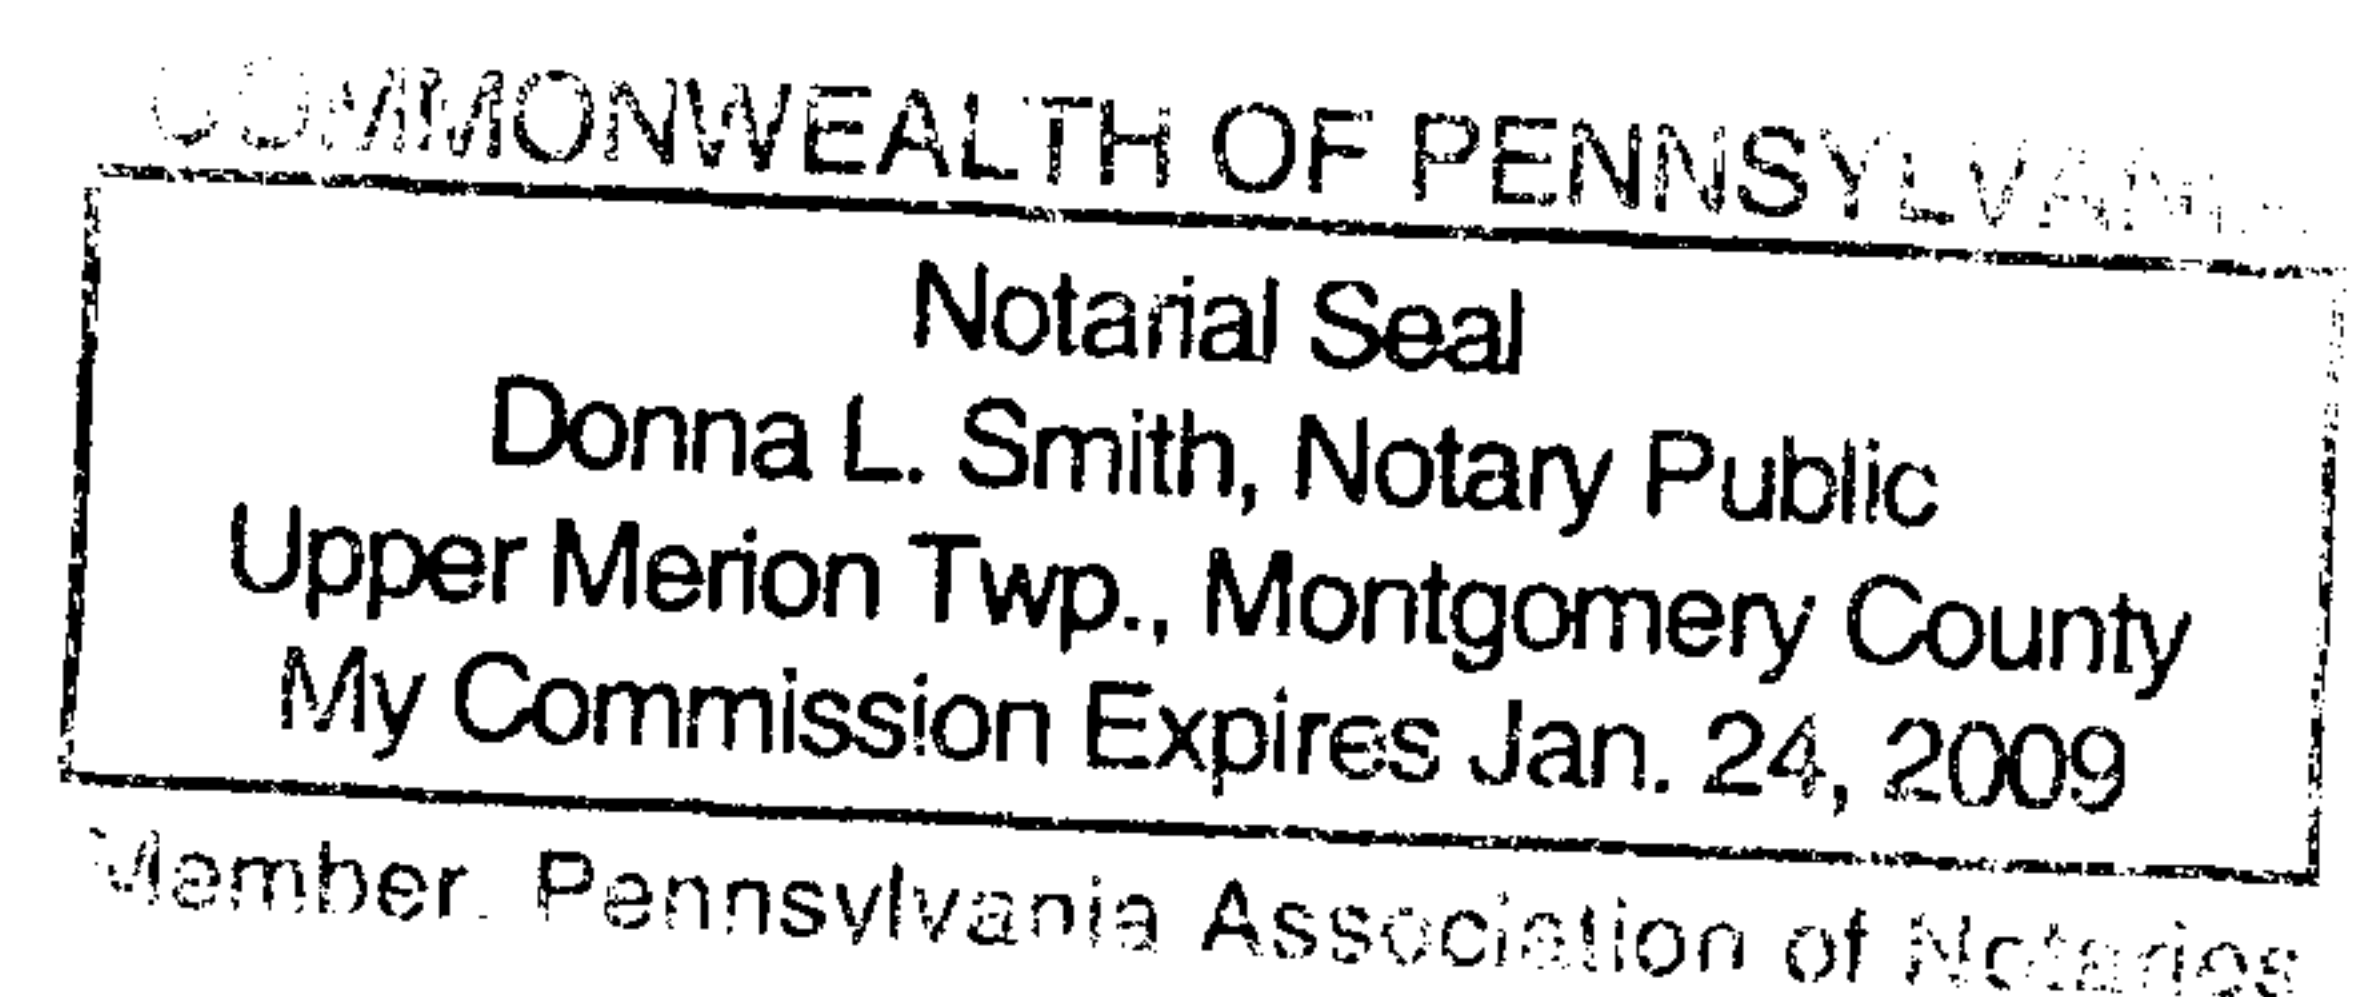 COMMONWEALTH OF PENNSYLVANIA
Notarial Seal
Donna L. Smith, Notary Public
Upper Merion Twp., Montgomery County
My Commission Expires Jan. 24, 2009
Member, Pennsylvania Association of Notaries